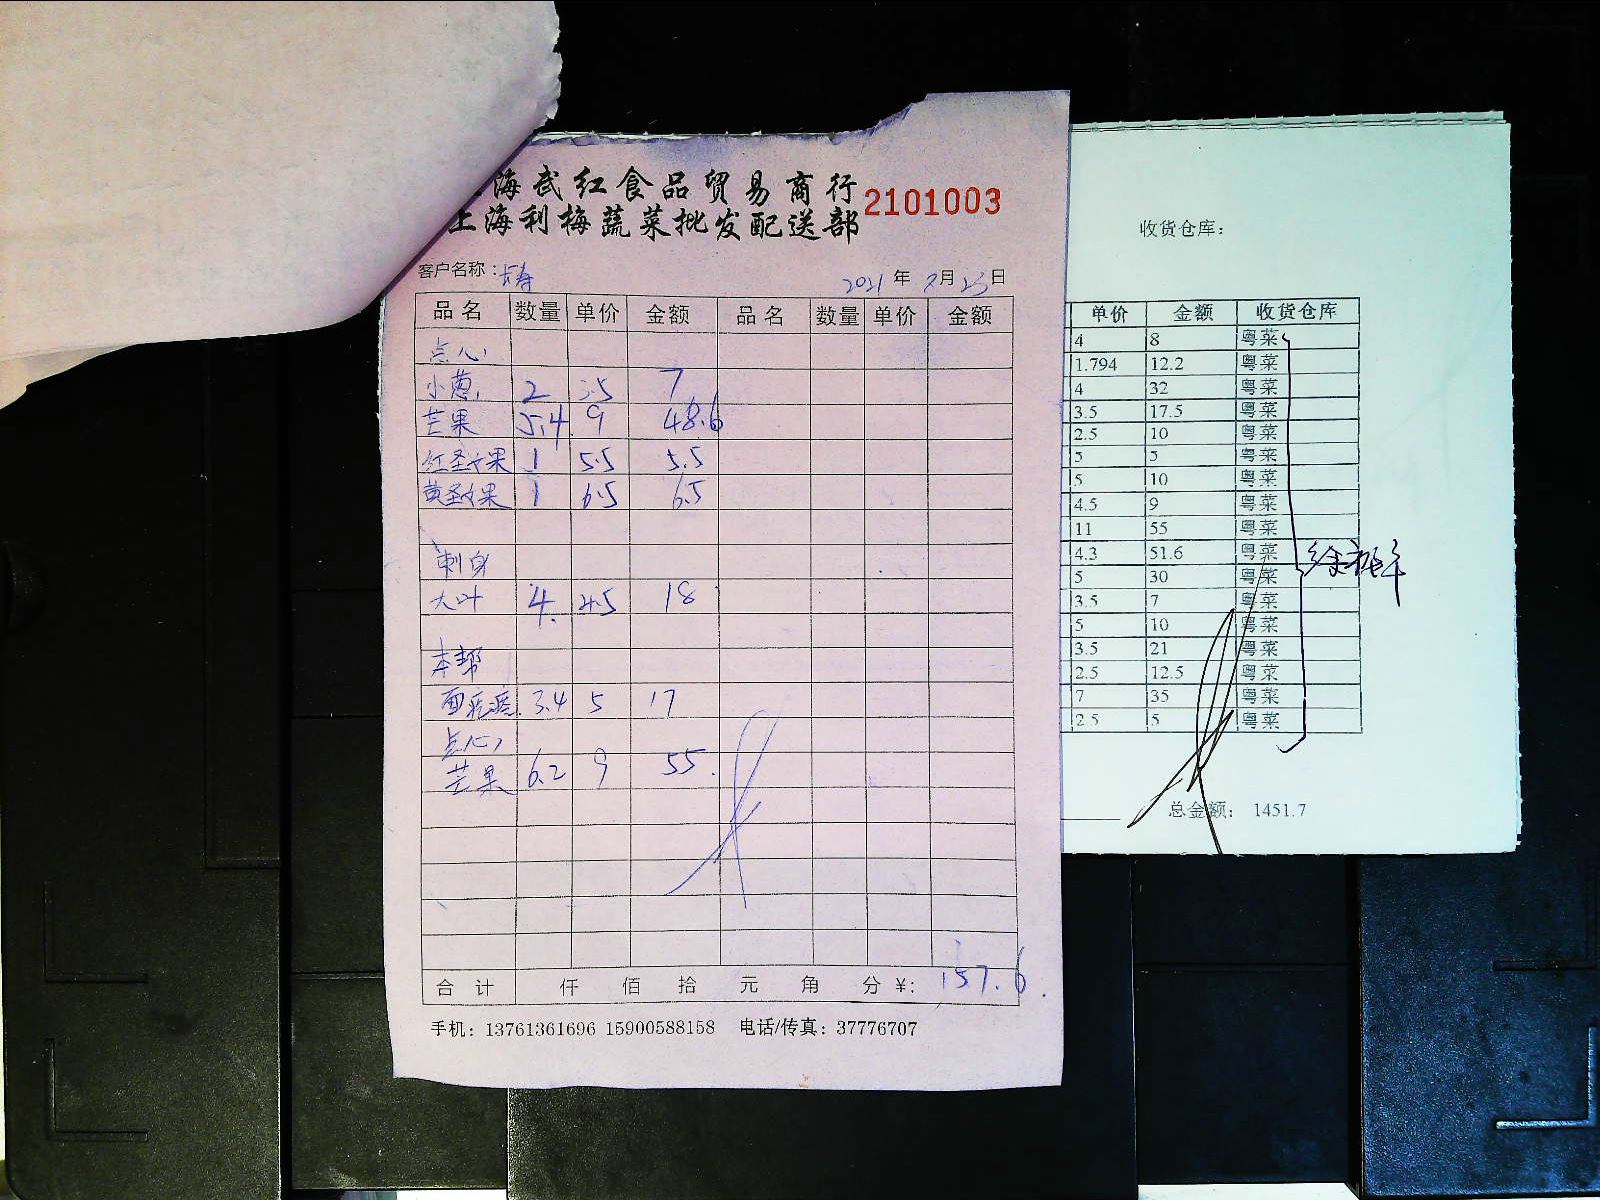 海武红食品贸易商行
上海利梅蔬菜批发配送部
2101003
客户名称：
2021年7月23日
品名 数量 单价 金额 品名 数量 单价 金额
点心
小葱 2 3.5 7
芒果 5.4 9 48.6
红圣女果 1 5.5 5.5
黄圣女果 1 6.5 6.5
刺身
大叶 4 4.5 18
本帮
面疙瘩 3.4 5 17
点心
芒果 6.2 9 55
合计 仟 佰 拾 元 角 分 ¥: 157.6
手机：13761361696 15900588158 电话/传真：37776707
收货仓库：
单价 金额 收货仓库
4 8 粤菜
1.794 12.2 粤菜
4 32 粤菜
3.5 17.5 粤菜
2.5 10 粤菜
5 5 粤菜
5 10 粤菜
4.5 9 粤菜
11 55 粤菜
4.3 51.6 粤菜
5 30 粤菜
3.5 7 粤菜
5 10 粤菜
3.5 21 粤菜
2.5 12.5 粤菜
7 35 粤菜
2.5 5 粤菜
总金额： 1451.7